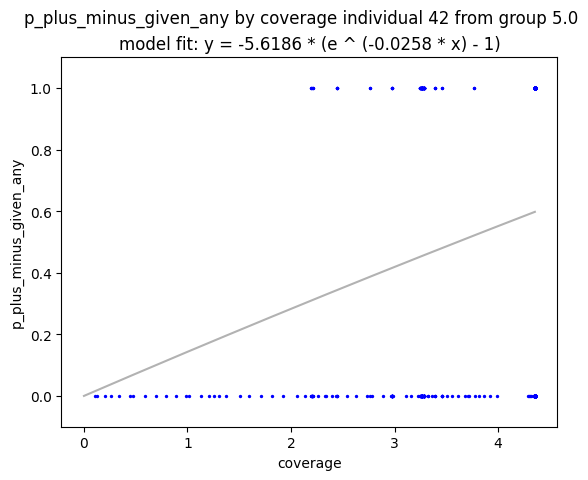 p_plus_minus_given_any by coverage individual 42 from group 5.0
model fit: y = -5.6186 * (e ^ (-0.0258 * x) - 1)
1.0
0.8
0.6
0.4
0.2
0.0
p_plus_minus_given_any
0 1 2 3 4
coverage